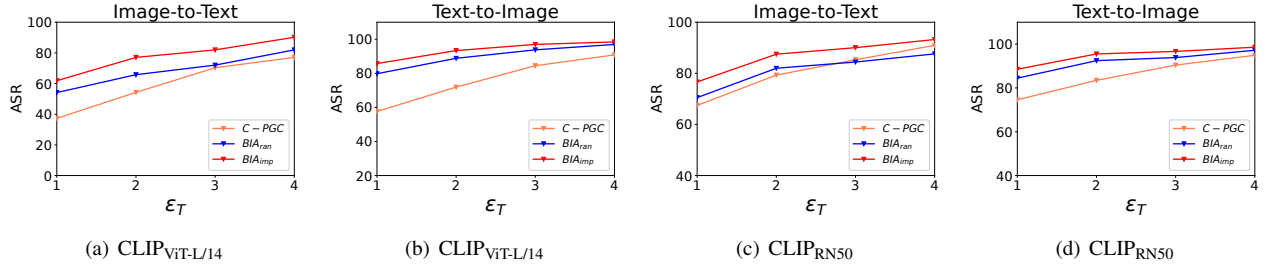 Image-to-Text
ASR
100
80
60
40
20
0
1 2 3 4
ε_T
C − PGC
BIA_ran
BIA_imp
(a) CLIP_ViT-L/14
Text-to-Image
ASR
100
80
60
40
20
1 2 3 4
ε_T
C − PGC
BIA_ran
BIA_imp
(b) CLIP_ViT-L/14
Image-to-Text
ASR
100
80
60
40
1 2 3 4
ε_T
C − PGC
BIA_ran
BIA_imp
(c) CLIP_RN50
Text-to-Image
ASR
100
80
60
40
1 2 3 4
ε_T
C − PGC
BIA_ran
BIA_imp
(d) CLIP_RN50